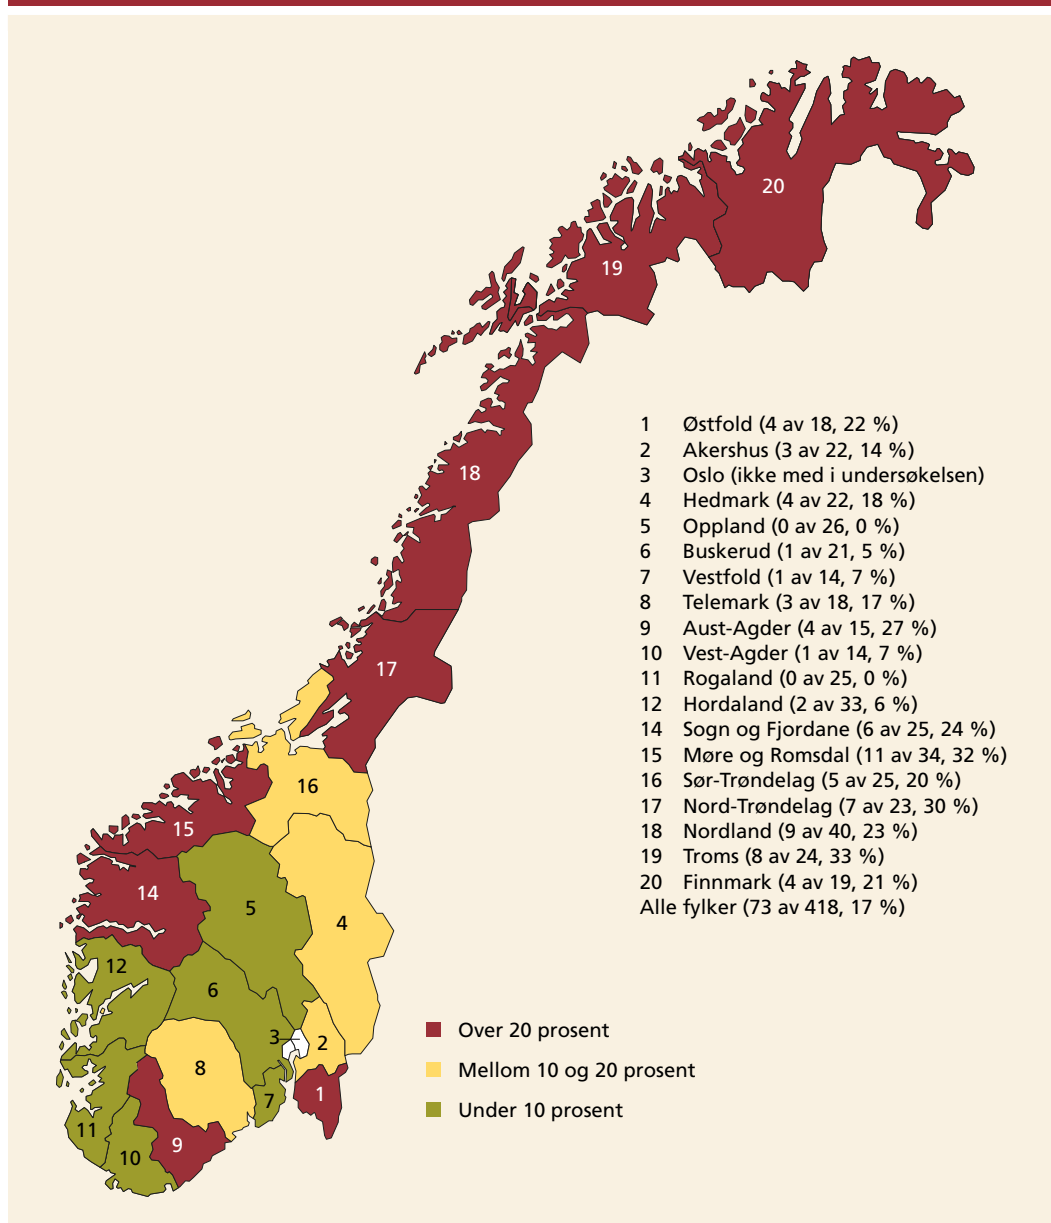 20
19
18
1 Østfold (4 av 18, 22 %)
2 Akershus (3 av 22, 14 %)
3 Oslo (ikke med i undersøkelsen)
4 Hedmark (4 av 22, 18 %)
5 Oppland (0 av 26, 0 %)
6 Buskerud (1 av 21, 5 %)
7 Vestfold (1 av 14, 7 %)
8 Telemark (3 av 18, 17 %)
9 Aust-Agder (4 av 15, 27 %)
10 Vest-Agder (1 av 14, 7 %)
11 Rogaland (0 av 25, 0 %)
12 Hordaland (2 av 33, 6 %)
14 Sogn og Fjordane (6 av 25, 24 %)
15 Møre og Romsdal (11 av 34, 32 %)
16 Sør-Trøndelag (5 av 25, 20 %)
17 Nord-Trøndelag (7 av 23, 30 %)
18 Nordland (9 av 40, 23 %)
19 Troms (8 av 24, 33 %)
20 Finnmark (4 av 19, 21 %)
Alle fylker (73 av 418, 17 %)
17
16
15
14
5
4
12
6
3
2
8
7
1
11
10
9
Over 20 prosent
Mellom 10 og 20 prosent
Under 10 prosent